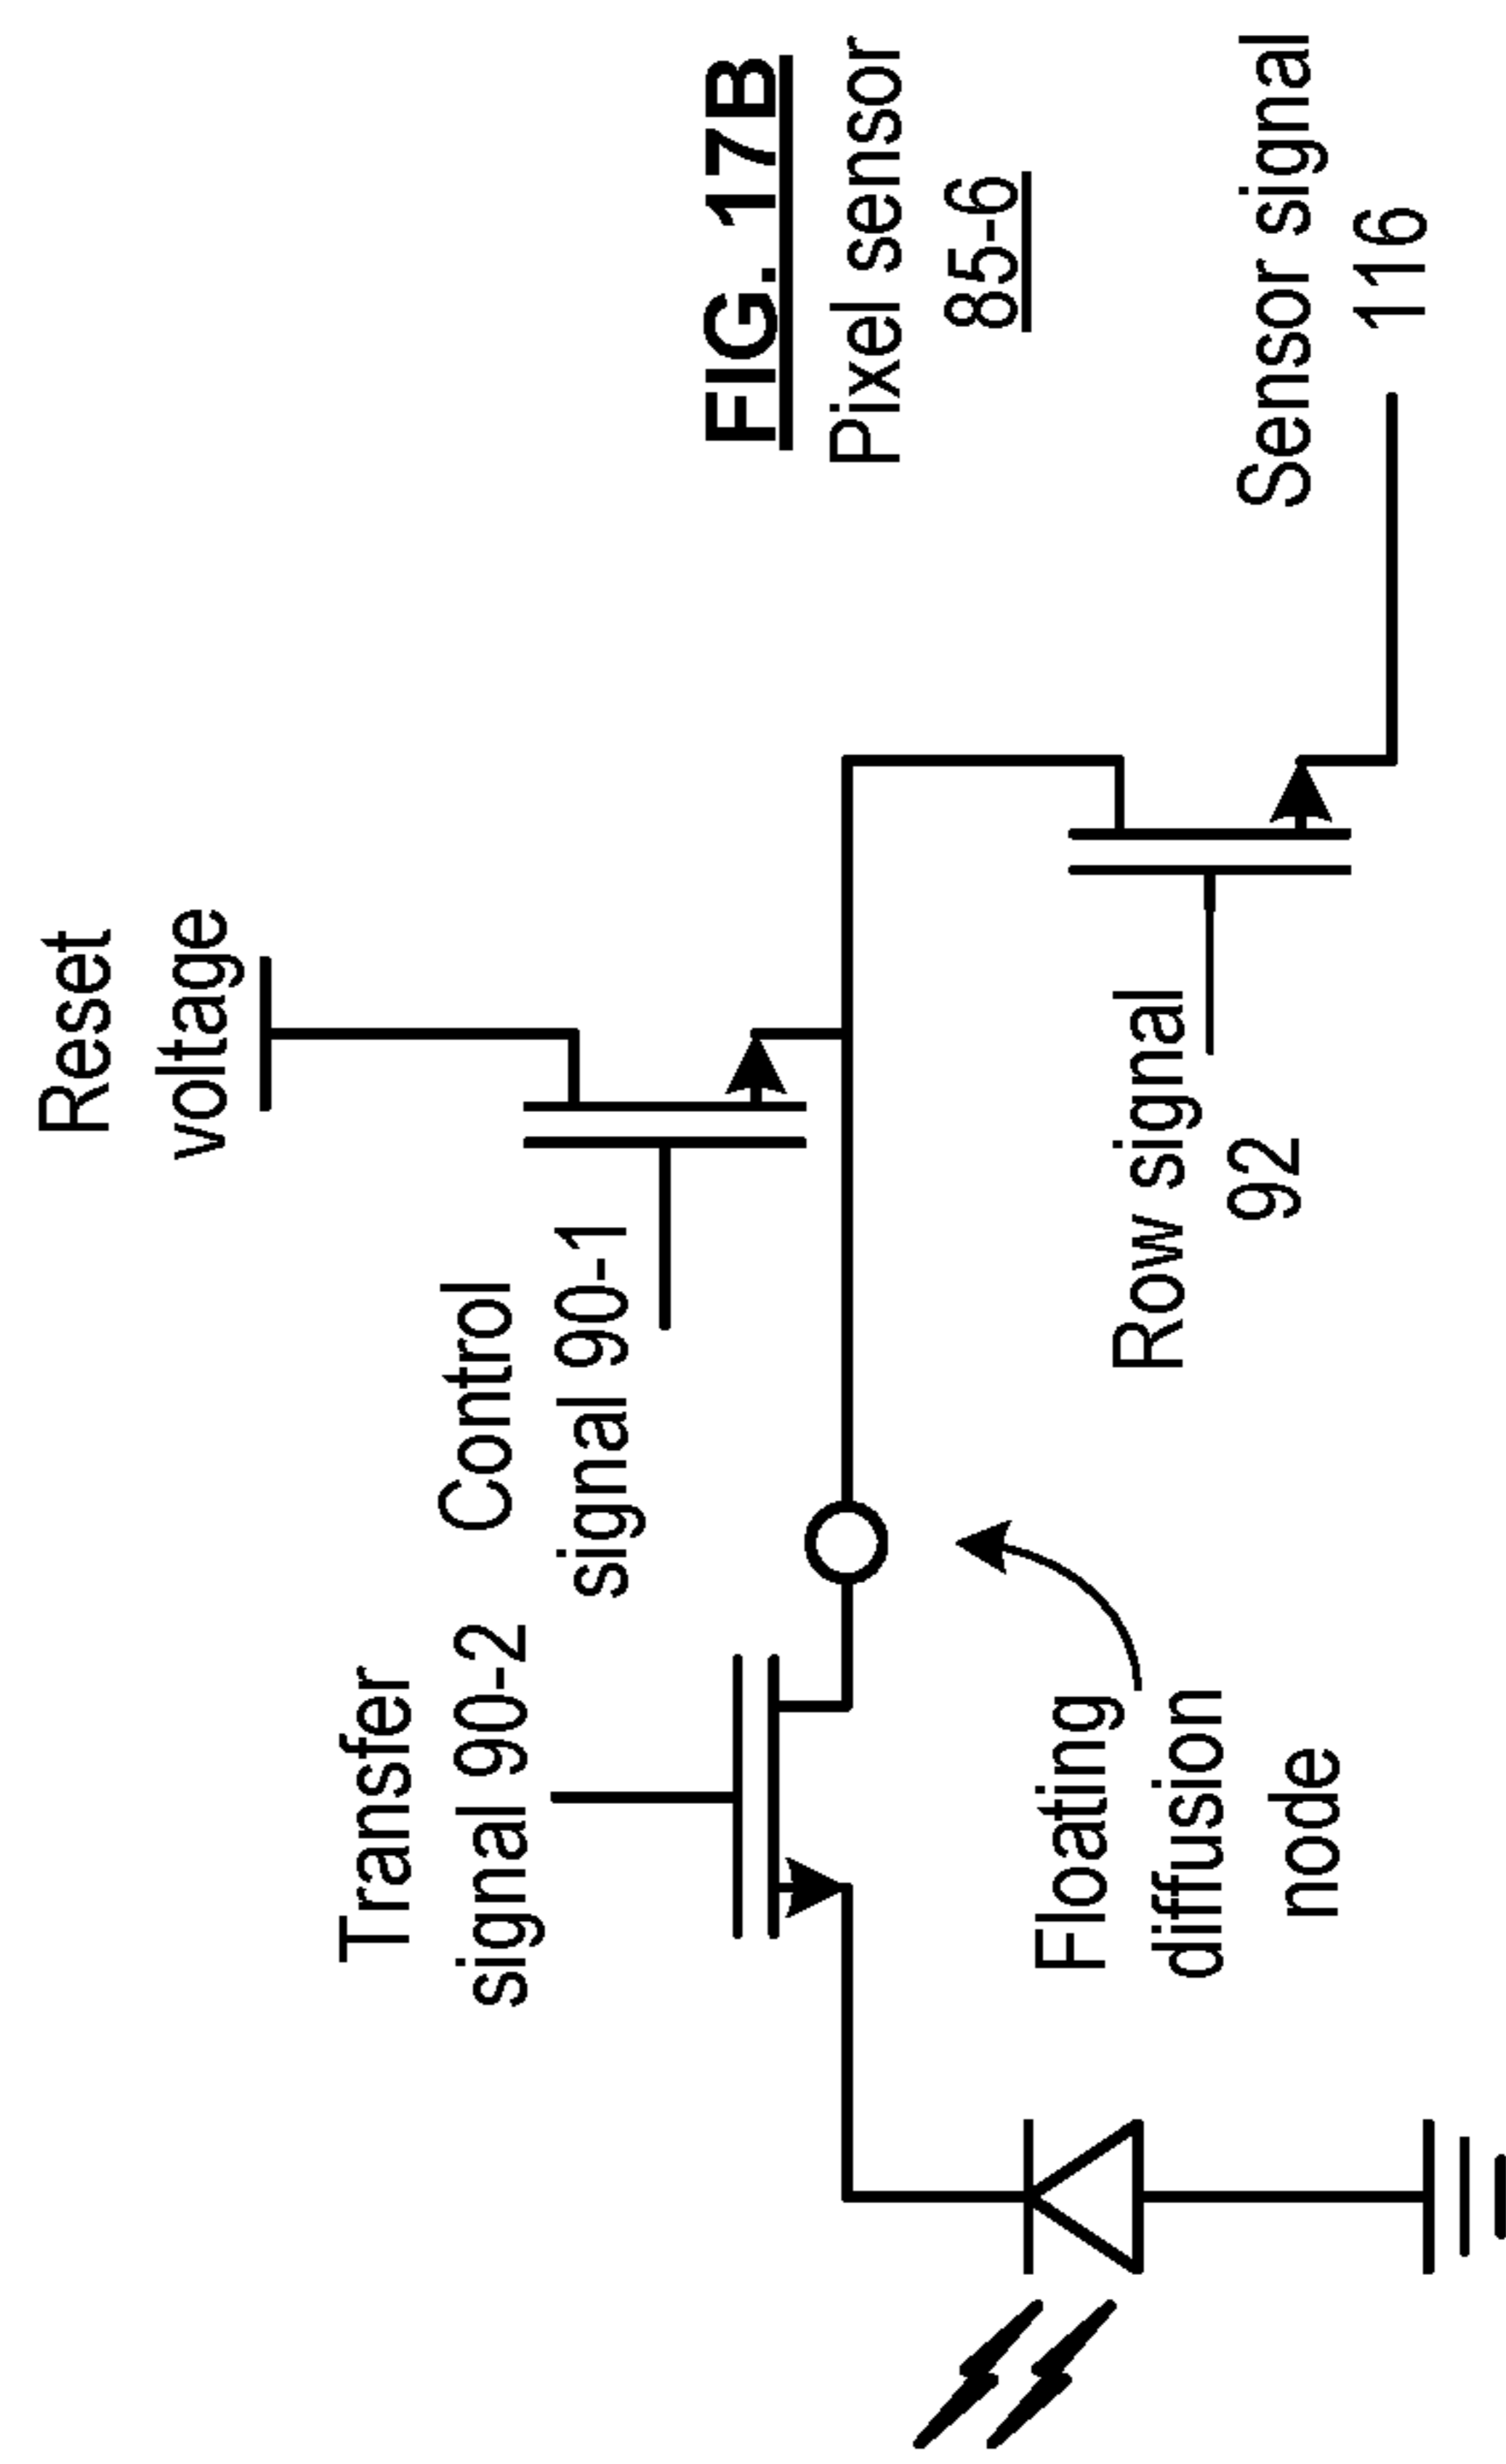 Reset
voltage
Transfer
signal 90-2
Control
signal 90-1
FIG. 17B
Pixel sensor
85-6
Floating
diffusion
node
Row signal
92
Sensor signal
116